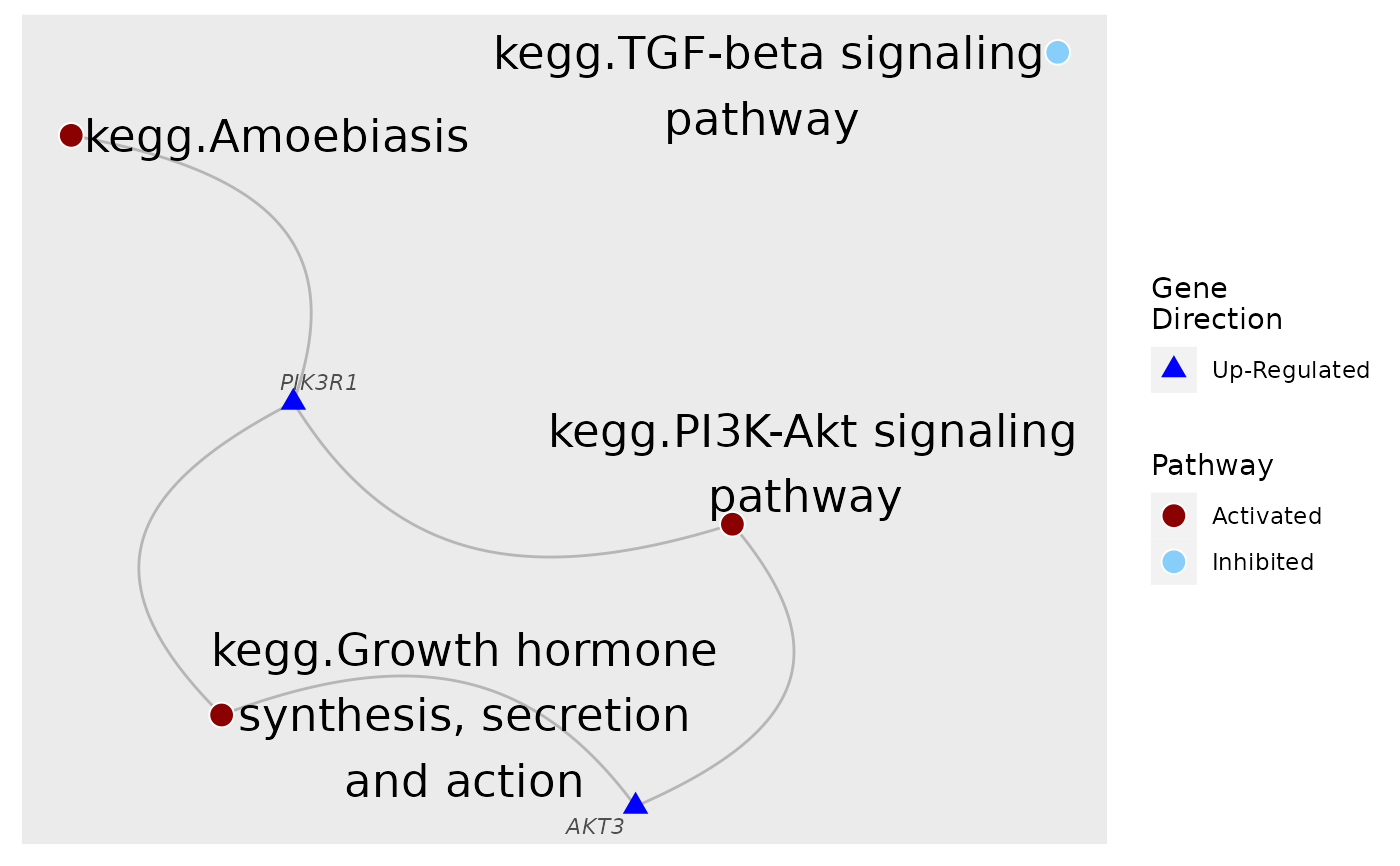 kegg.TGF-beta signaling
pathway
kegg.Amoebiasis
PIK3R1
kegg.PI3K-Akt signaling
pathway
kegg.Growth hormone
synthesis, secretion
and action
AKT3
Gene
Direction
Up-Regulated
Pathway
Activated
Inhibited